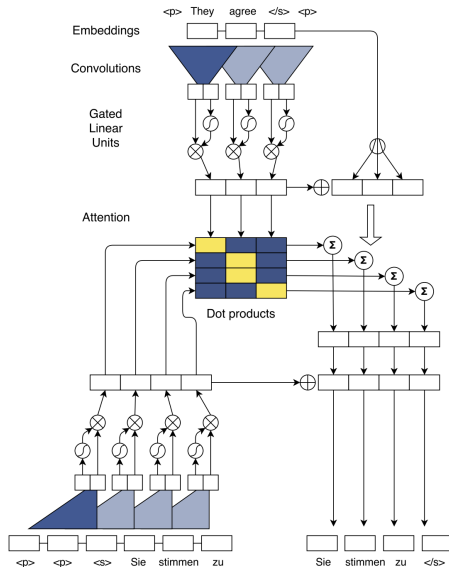 <p> They agree </s> <p>
Embeddings
Convolutions
Gated
Linear
Units
Attention
Σ
Σ
Σ
Σ
Dot products
<p> <p> <s> Sie stimmen zu
Sie stimmen zu </s>